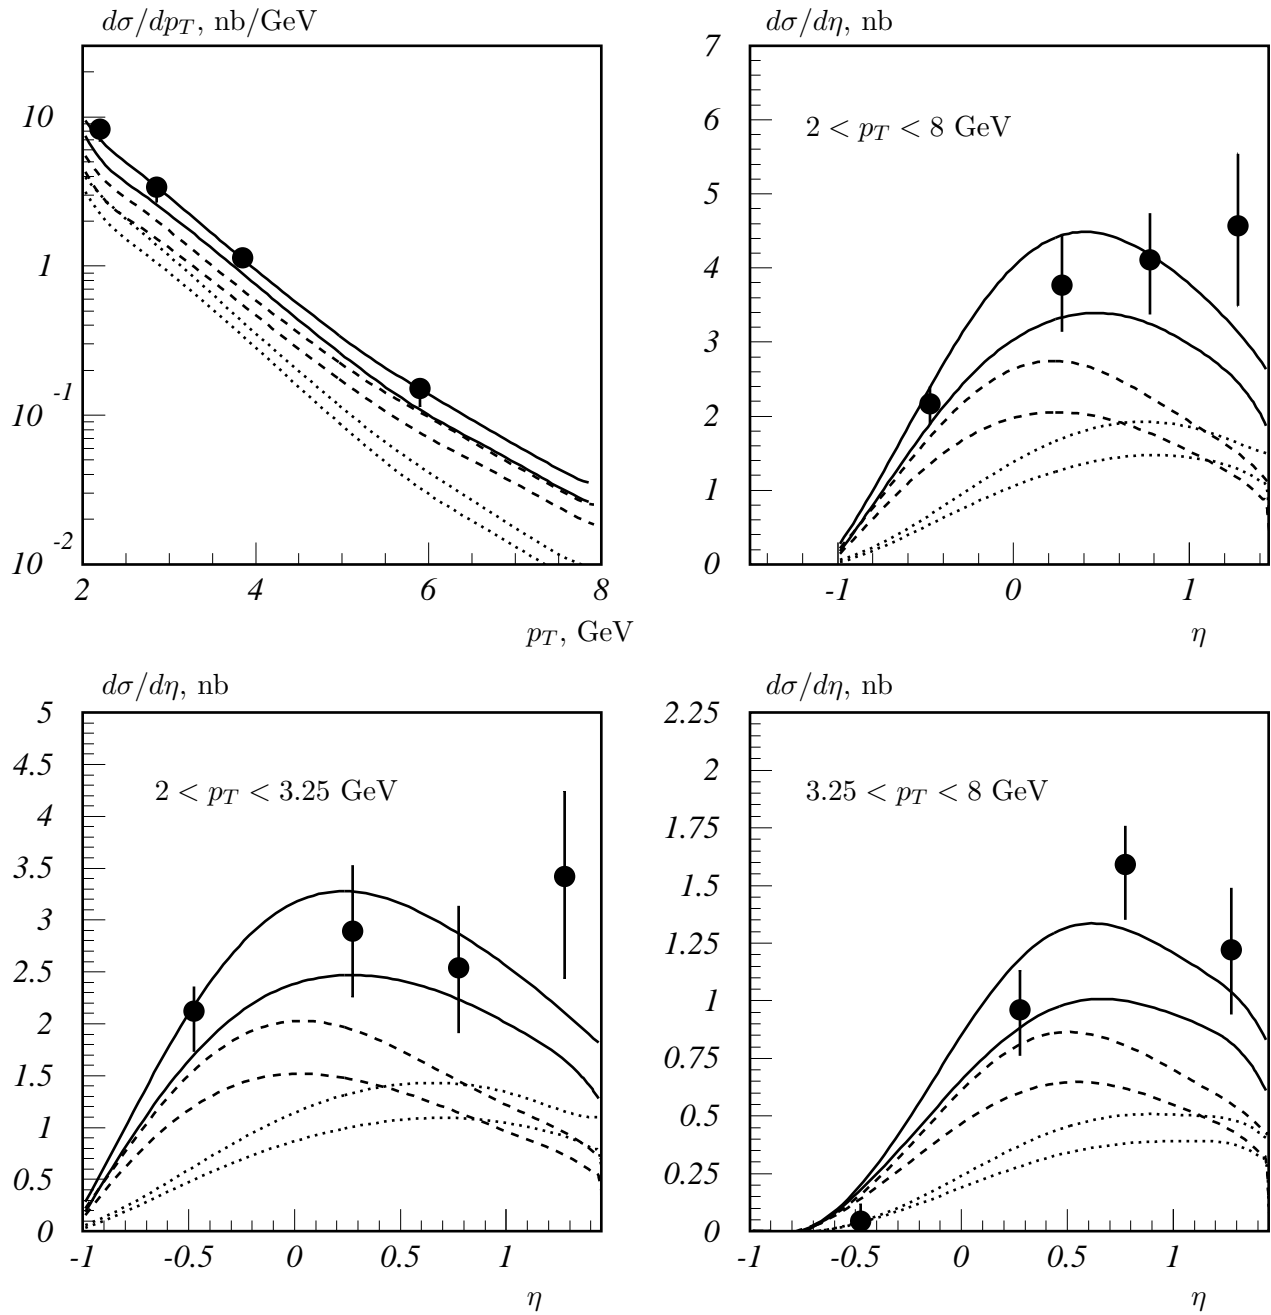 dσ/dp_T, nb/GeV
10
1
10^-1
10^-2
2 4 6 8
p_T, GeV
dσ/dη, nb
2 < p_T < 8 GeV
7
6
5
4
3
2
1
0
-1 0 1
η
dσ/dη, nb
2 < p_T < 3.25 GeV
5
4.5
4
3.5
3
2.5
2
1.5
1
0.5
0
-1 -0.5 0 0.5 1
η
dσ/dη, nb
3.25 < p_T < 8 GeV
2.25
2
1.75
1.5
1.25
1
0.75
0.5
0.25
0
-1 -0.5 0 0.5 1
η